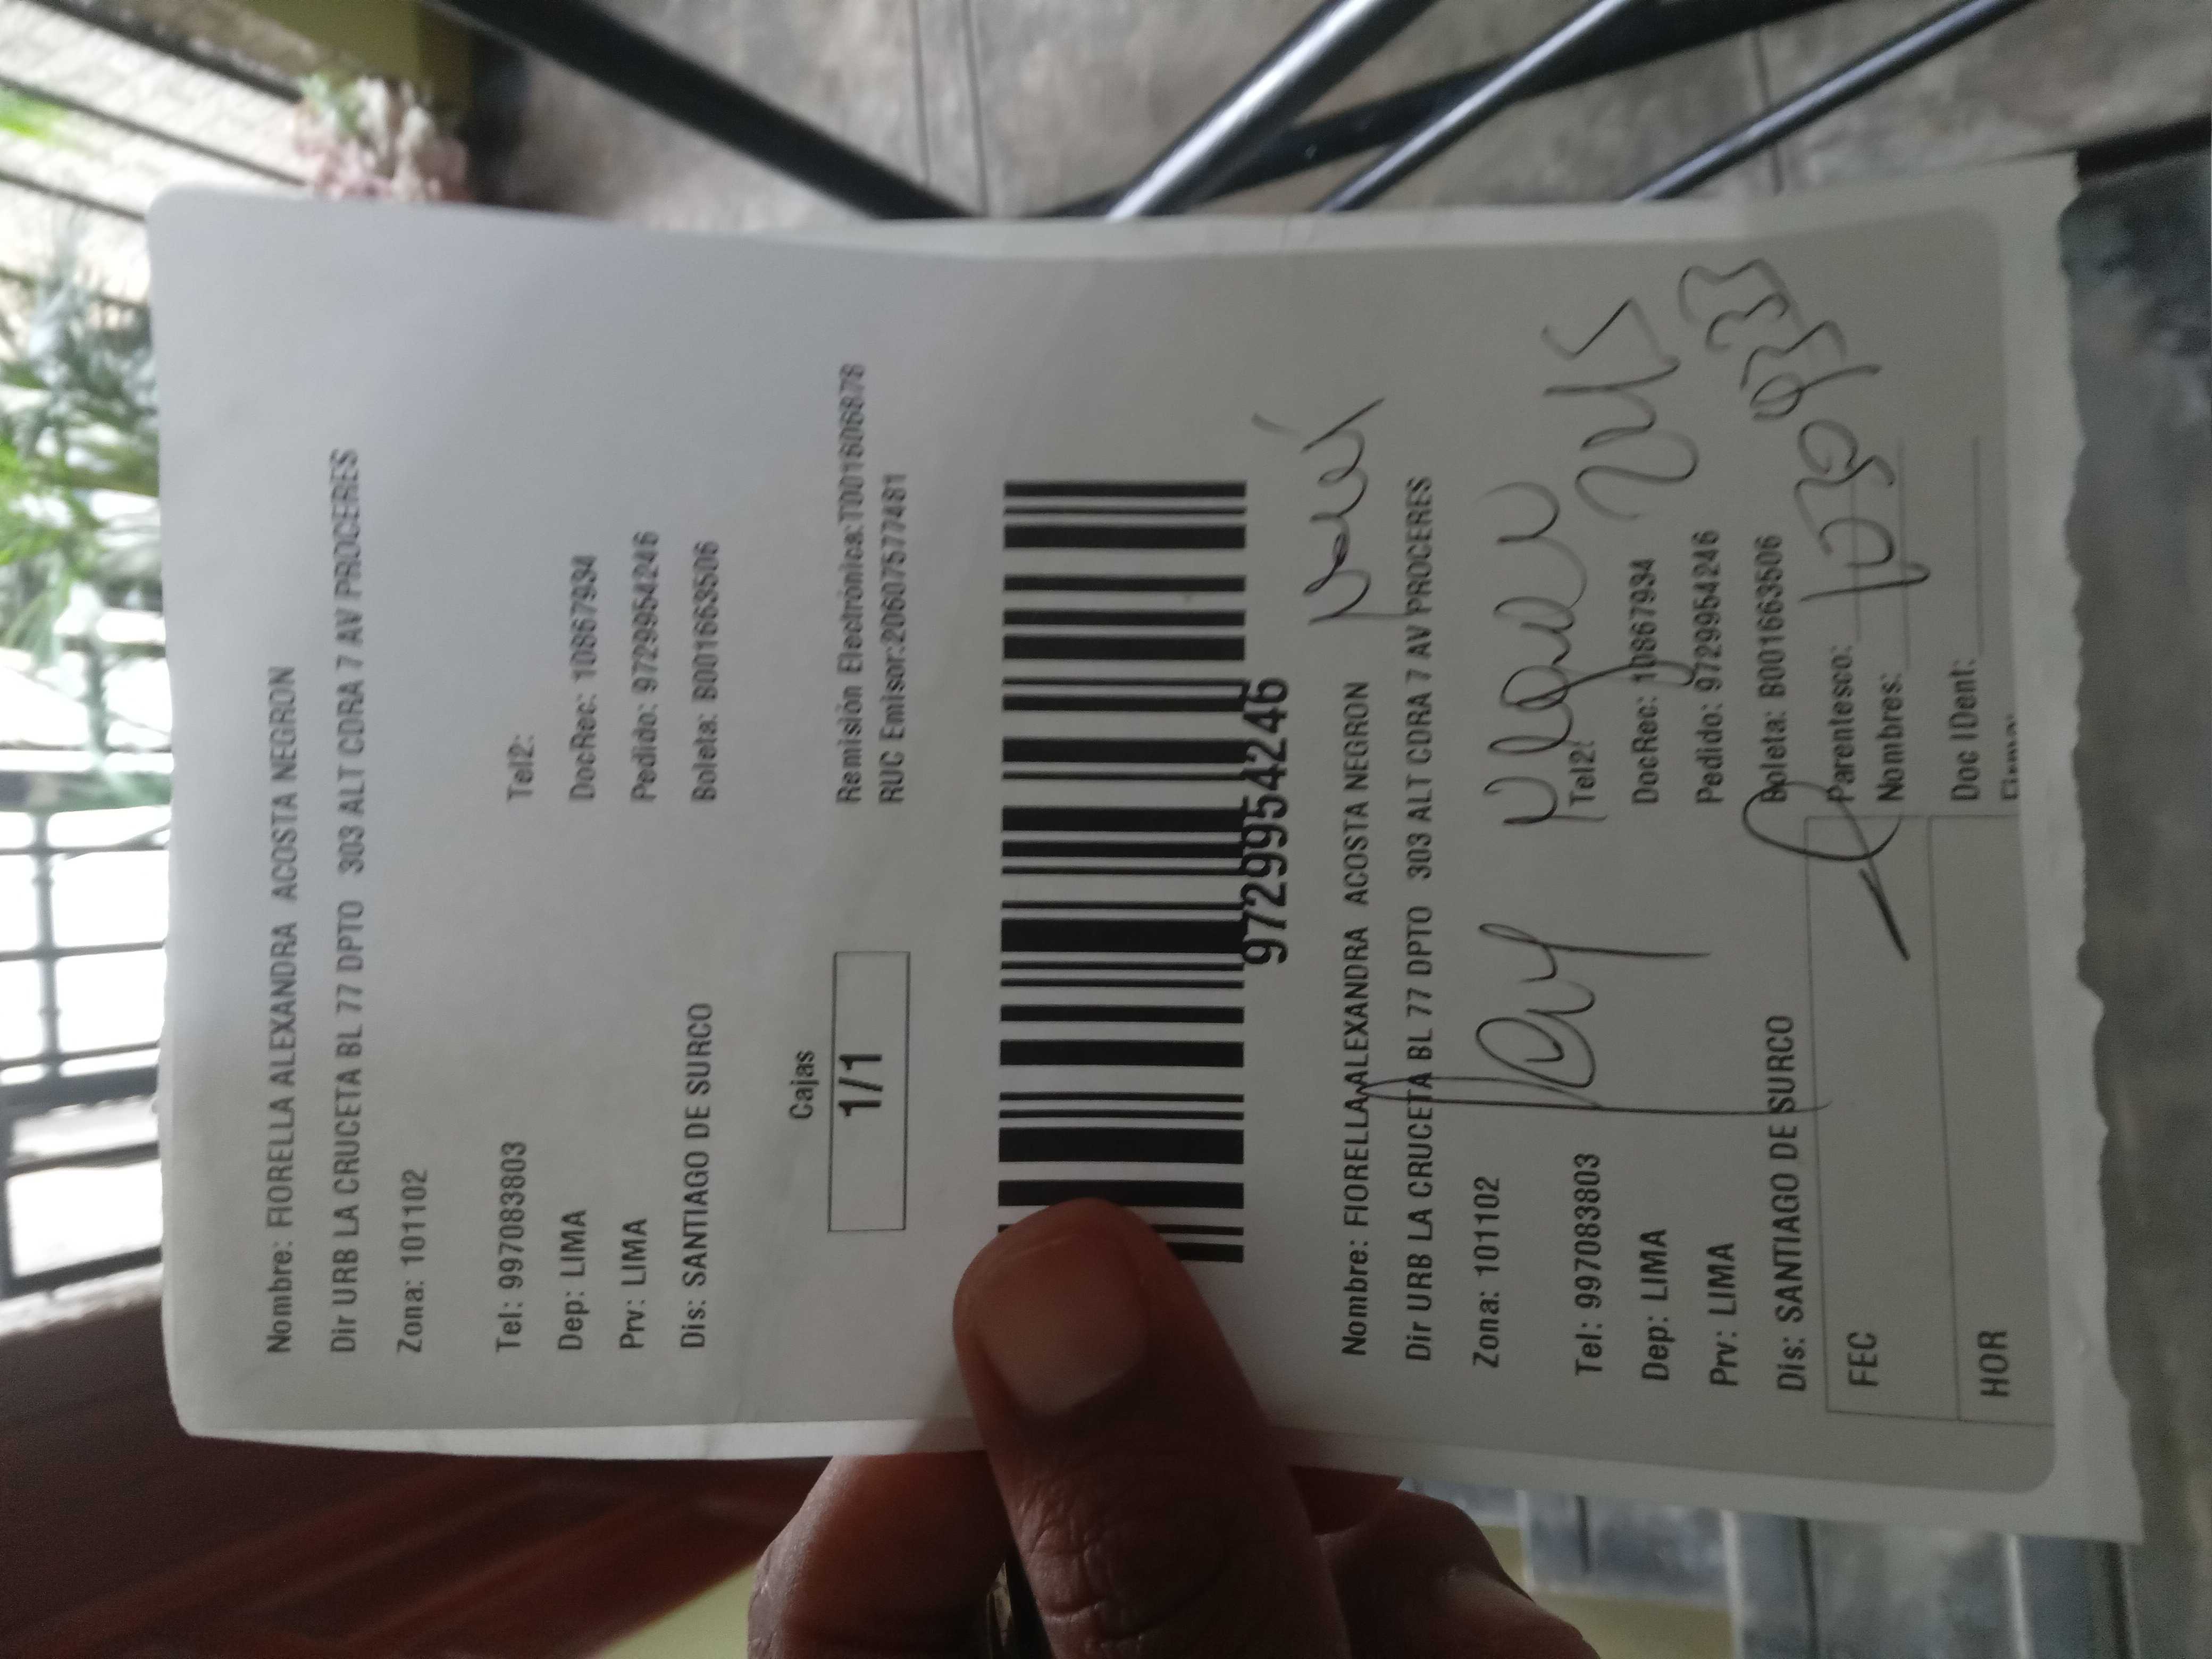 Nombre: FIORELLA ALEXANDRA ACOSTA NEGRON
Dir URB LA CRUCETA BL 77 DPTO 303 ALT CDRA 7 AV PROCERES
Zona: 101102
Tel: 997083803 Tel2:
Dep: LIMA DocRec: 10867934
Prv: LIMA Pedido: 972995 4246
Dis: SANTIAGO DE SURCO Boleta: B001663506
Cajas
1/1
Remisión Electrónica:T001606878
RUC Emisor:20607577481
9729954246
Nombre: FIORELLA ALEXANDRA ACOSTA NEGRON
Dir URB LA CRUCETA BL 77 DPTO 303 ALT CDRA 7 AV PROCERES
Zona: 101102
Tel: 997083803 Tel2:
Dep: LIMA DocRec: 10867934
Prv: LIMA Pedido: 9729954246
Dis: SANTIAGO DE SURCO Boleta: B001663506
FEC Parentesco:
Nombres:
HOR Doc IDent: